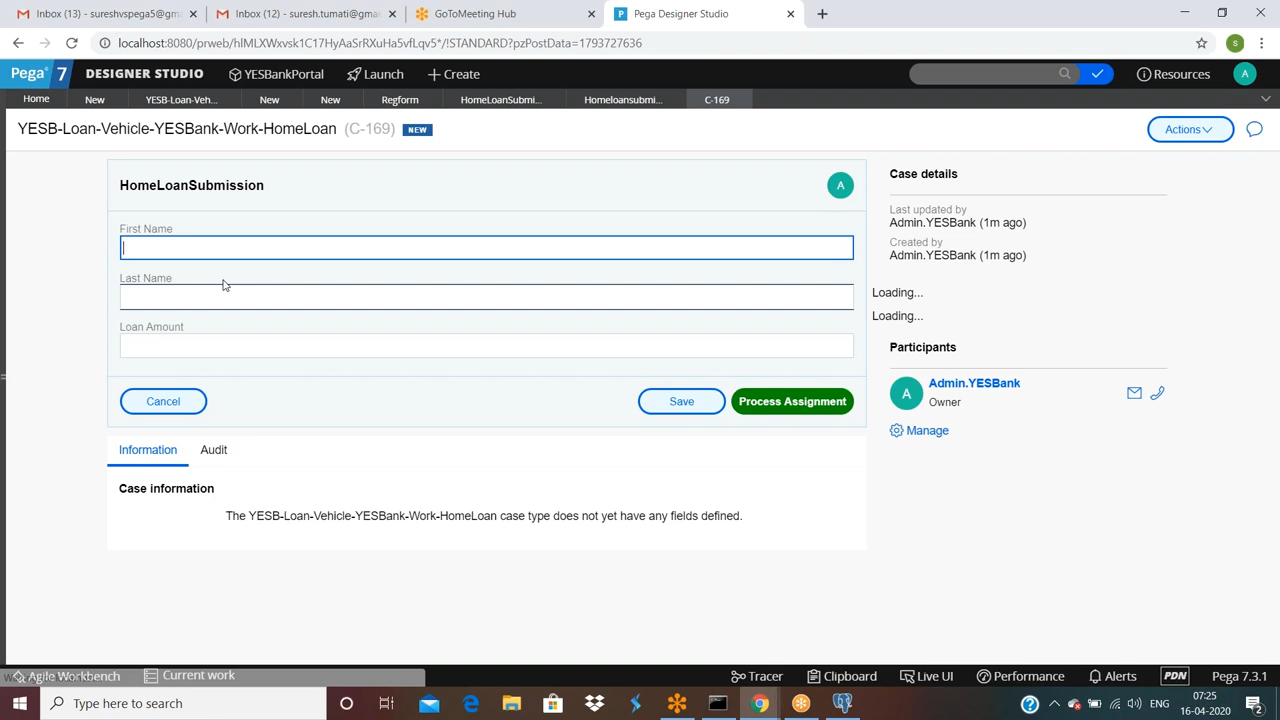 Inbox (13) - sureshvspega5@gm
Inbox (12) - suresh.tumati@gmai
GoToMeeting Hub
Pega Designer Studio
localhost:8080/prweb/hlMLXWxvsk1C17HyAaSrRXuHa5vfLqv5*/!STANDARD?pzPostData=1793727636
S
Pega 7 DESIGNER STUDIO YESBankPortal Launch Create Resources A
Home New YESB-Loan-Veh... New New Regform HomeLoanSubmi... Homeloansubmi... C-169
YESB-Loan-Vehicle-YESBank-Work-HomeLoan (C-169) NEW
Actions
HomeLoanSubmission
A
First Name
Last Name
Loan Amount
Cancel
Save
Process Assignment
Information
Audit
Case information
The YESB-Loan-Vehicle-YESBank-Work-HomeLoan case type does not yet have any fields defined.
Case details
Last updated by
Admin.YESBank (1m ago)
Created by
Admin.YESBank (1m ago)
Loading...
Loading...
Participants
A
Admin.YESBank
Owner
Manage
Agile Workbench Current work Tracer Clipboard Live UI Performance Alerts PDN Pega 7.3.1
Type here to search
ENG
07:25
16-04-2020
2